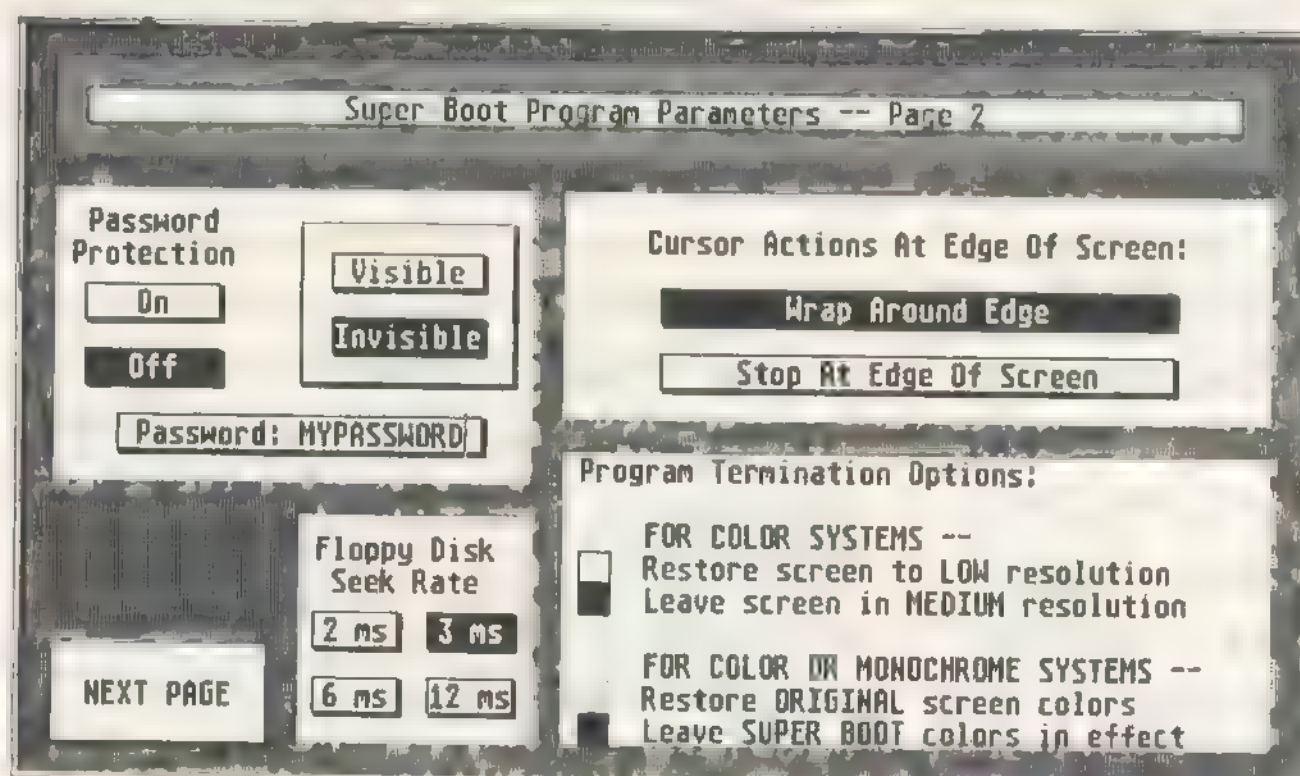 Super Boot Program Parameters -- Page 2
Password
Protection
On
Off
Visible
Invisible
Password: MYPASSWORD
Cursor Actions At Edge Of Screen:
Wrap Around Edge
Stop At Edge Of Screen
Floppy Disk
Seek Rate
2 ms
3 ms
6 ms
12 ms
NEXT PAGE
Program Termination Options:
FOR COLOR SYSTEMS --
Restore screen to LOW resolution
Leave screen in MEDIUM resolution
FOR COLOR OR MONOCHROME SYSTEMS --
Restore ORIGINAL screen colors
Leave SUPER BOOT colors in effect